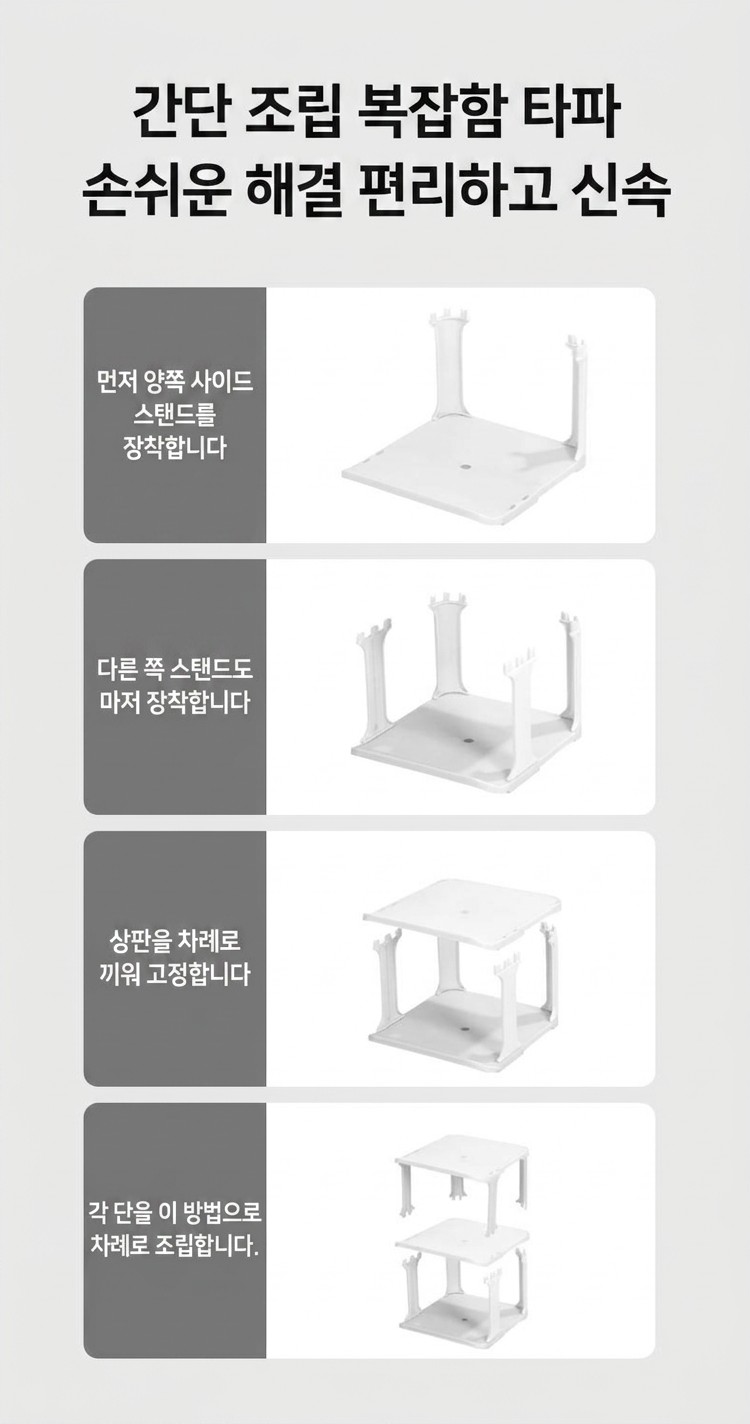 간단 조립 복잡함 타파
손쉬운 해결 편리하고 신속
먼저 양쪽 사이드
스탠드를
장착합니다
다른 쪽 스탠드도
마저 장착합니다
상판을 차례로
끼워 고정합니다
각 단을 이 방법으로
차례로 조립합니다.